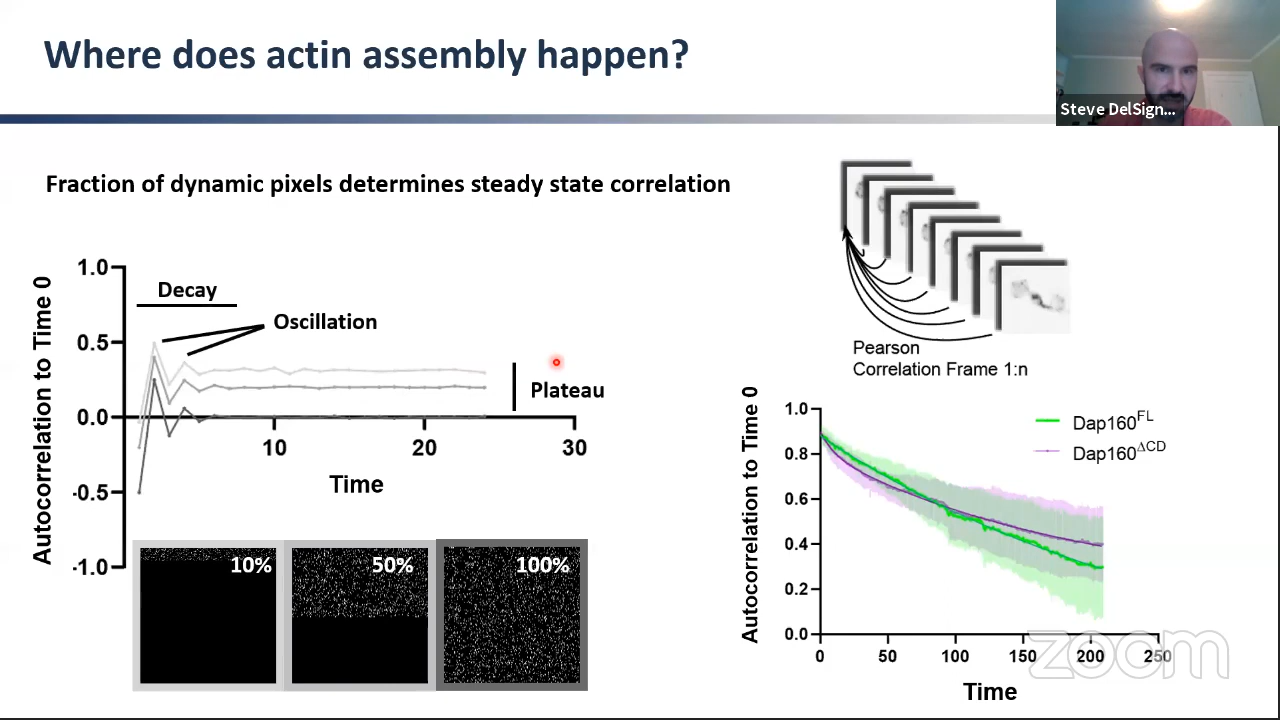 Where does actin assembly happen?
Steve DelSign...
Fraction of dynamic pixels determines steady state correlation
Autocorrelation to Time 0
1.0
0.5
0.0
-0.5
-1.0
Decay
Oscillation
Plateau
10
20
30
Time
10%
50%
100%
Pearson
Correlation Frame 1:n
Autocorrelation to Time 0
1.0
0.8
0.6
0.4
0.2
0.0
Dap160FL
Dap160ΔCD
0
50
100
150
200
250
Time
zoom